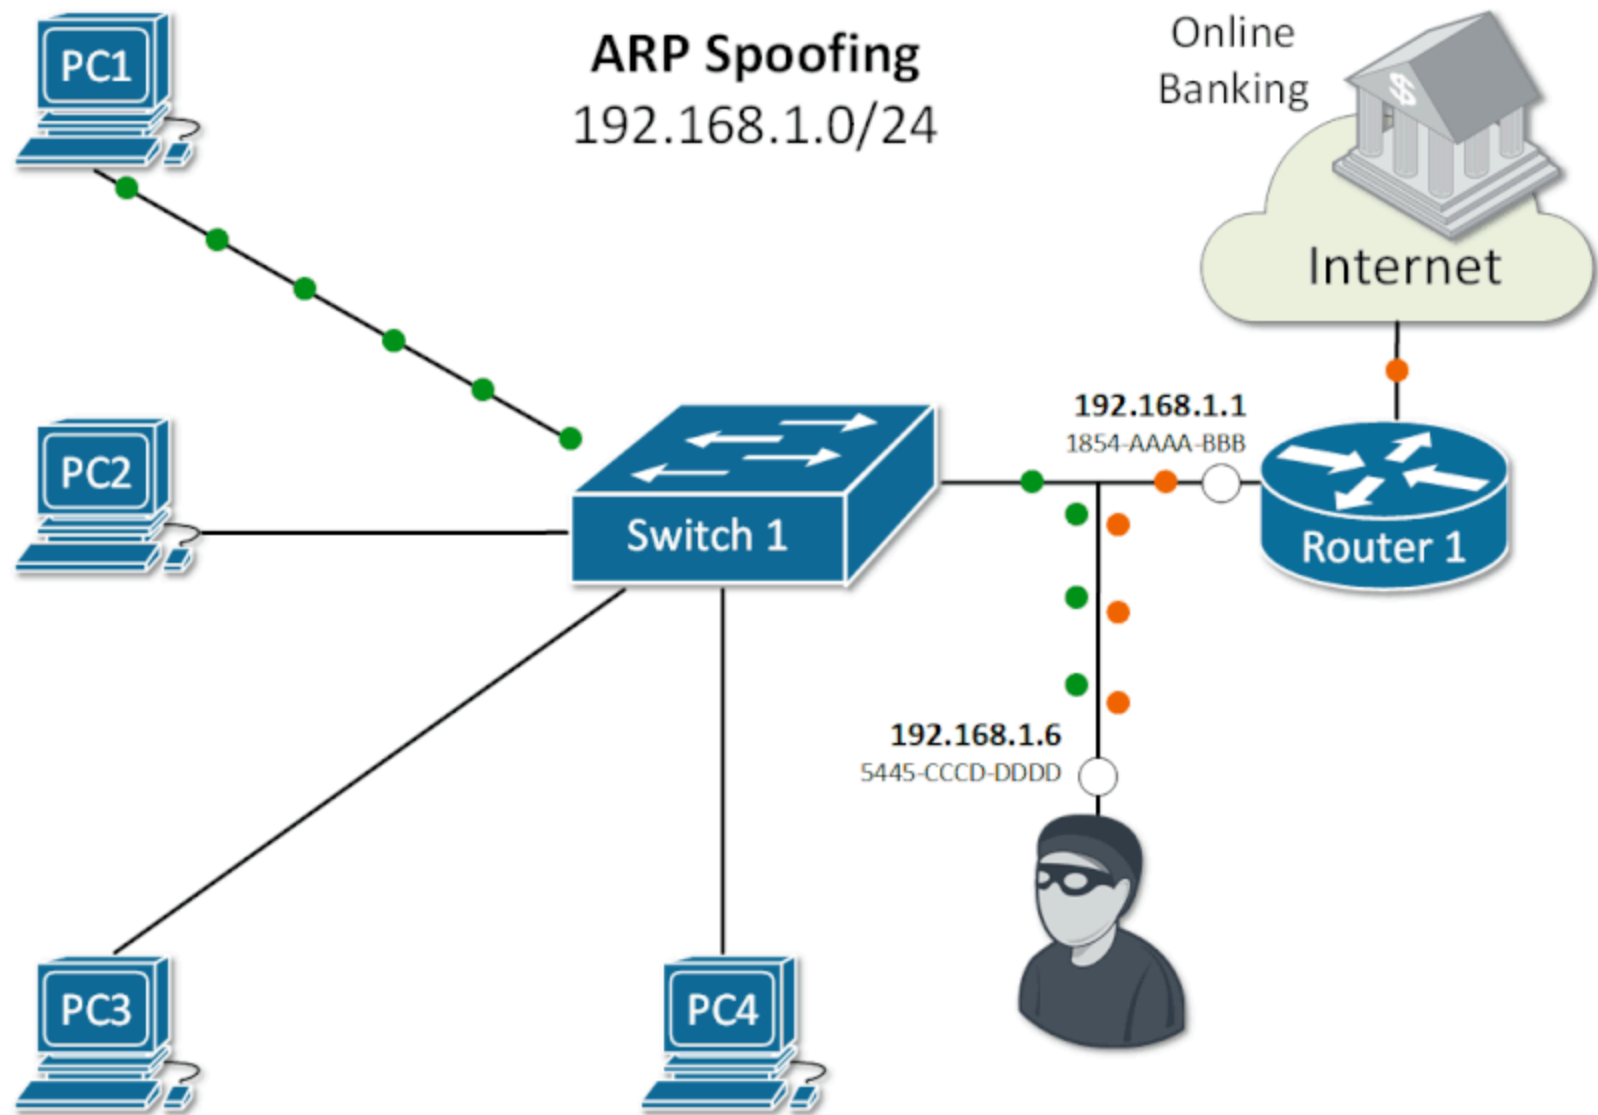 PC1
ARP Spoofing
192.168.1.0/24
Online
Banking
$
Internet
PC2
192.168.1.1
1854-AAAA-BBB
Switch 1
Router 1
192.168.1.6
5445-CCCD-DDDD
PC3
PC4